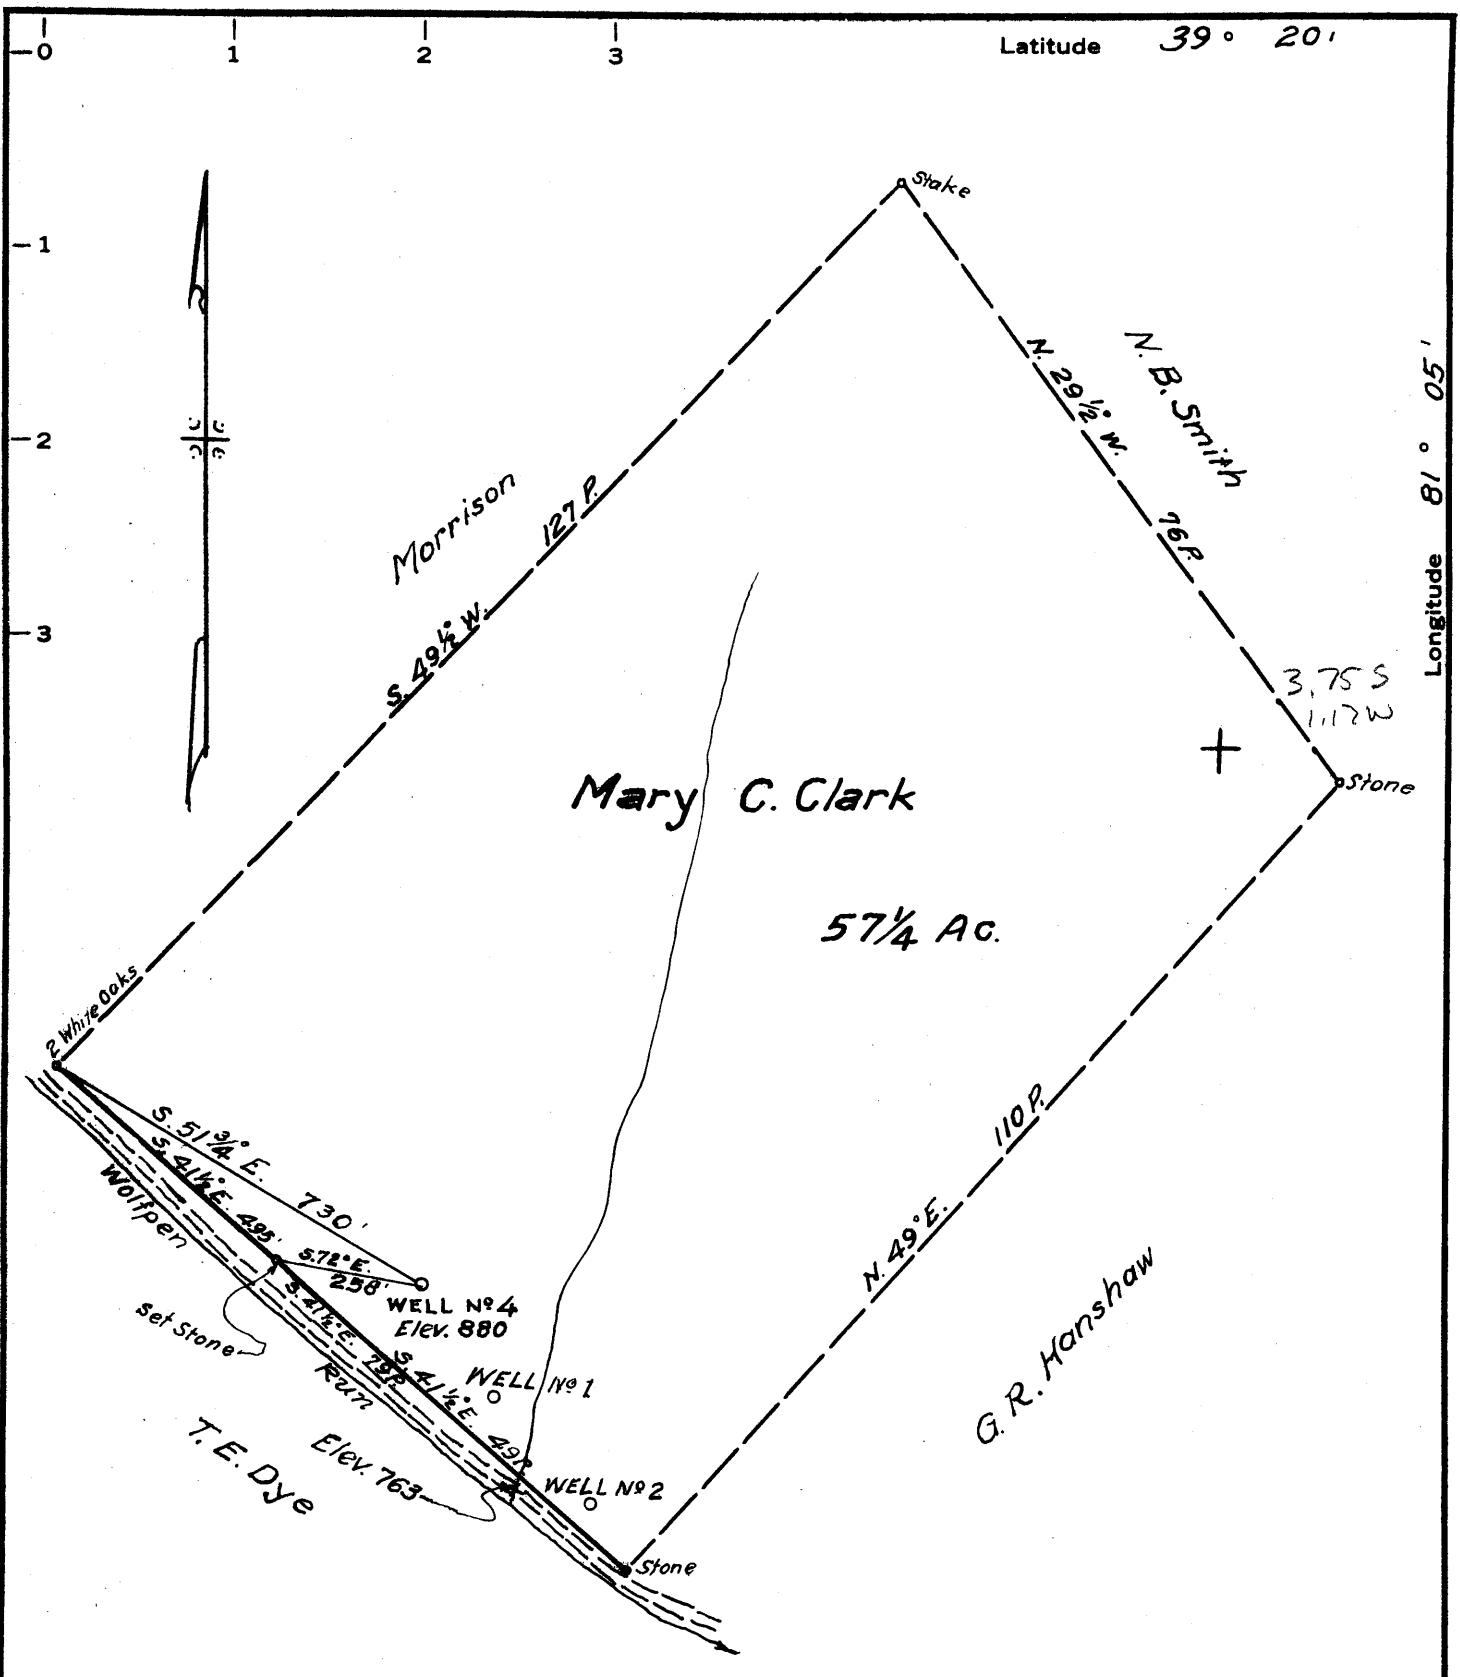 0 1 2 3 Latitude 39° 20'
1
2
3
Longitude 81° 05'
Stake
N. 29½° W. 76 P.
N. B. Smith
Morrison
S. 49½° W. 127 P.
3.75 S
1.17 W
Stone
Mary C. Clark
57¼ Ac.
2 White Oaks
S. 51¾° E. 730'
S. 41½° E. 495'
Wolfpen Run
S. 72° E.
258'
WELL Nº 4
Elev. 880
Set Stone
S. 41½° E. 79 P.
S. 41½° E. 49 P.
WELL Nº 1
T. E. Dye
Elev. 763
WELL Nº 2
Stone
N. 49° E. 110 P.
G. R. Hanshaw